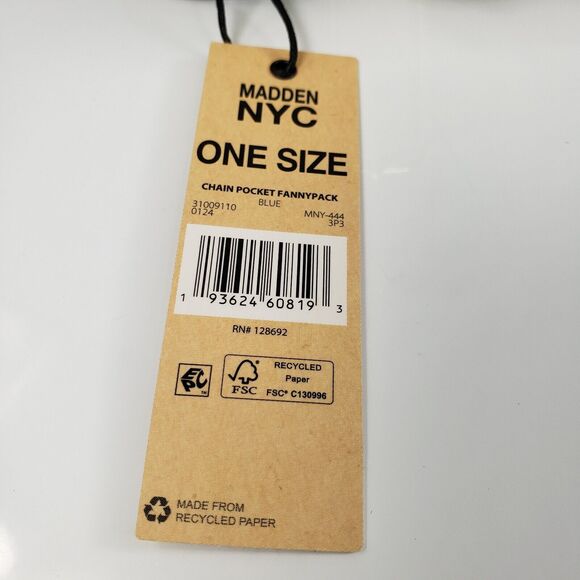 MADDEN
NYC
ONE SIZE
CHAIN POCKET FANNYPACK
31009110 BLUE MNY-444
0124 3P3
1 93624 60819 3
RN# 128692
EPC™
FSC
RECYCLED
Paper
FSC® C130996
MADE FROM
RECYCLED PAPER